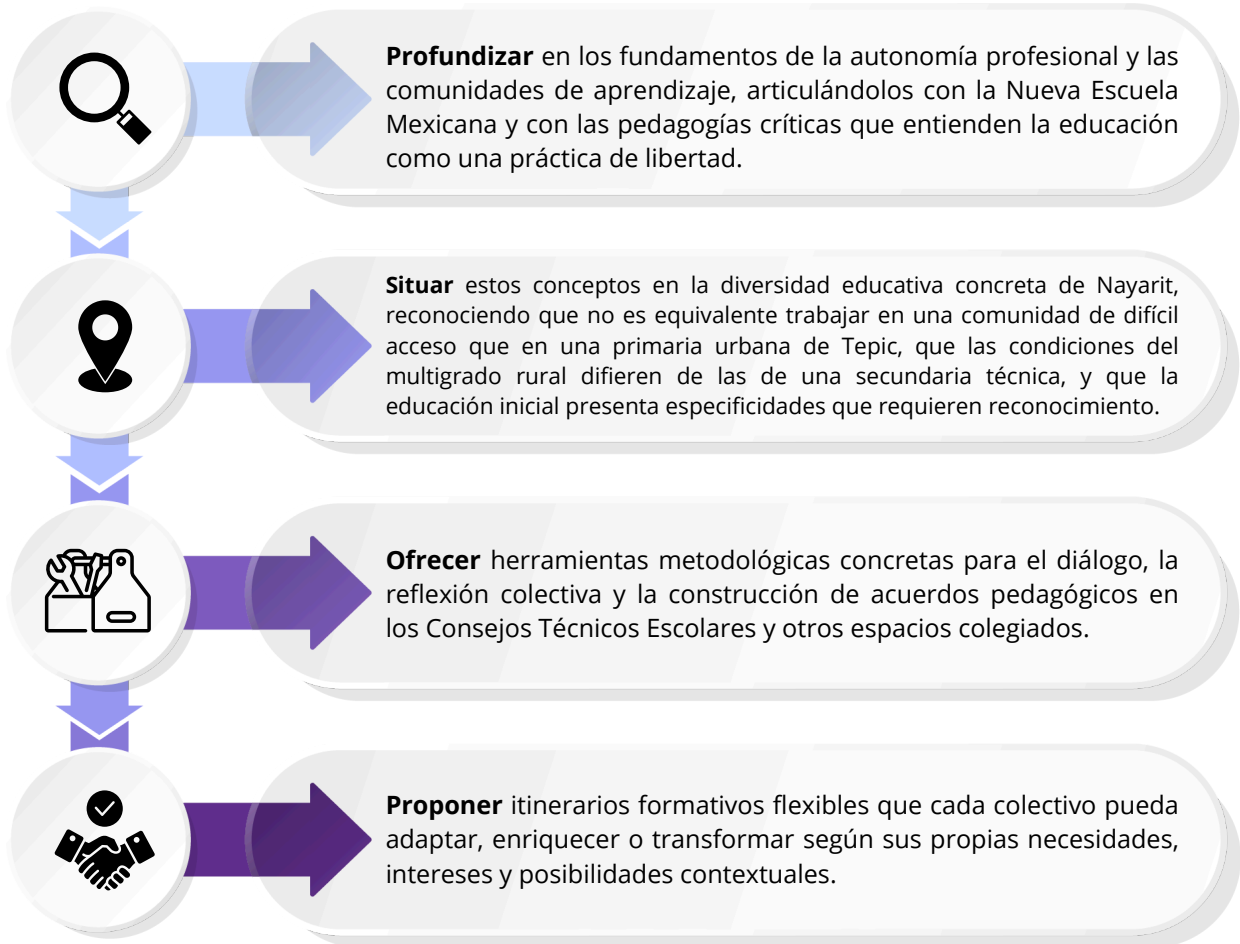 Profundizar en los fundamentos de la autonomía profesional y las
comunidades de aprendizaje, articulándolos con la Nueva Escuela
Mexicana y con las pedagogías críticas que entienden la educación
como una práctica de libertad.
Situar estos conceptos en la diversidad educativa concreta de Nayarit,
reconociendo que no es equivalente trabajar en una comunidad de difícil
acceso que en una primaria urbana de Tepic, que las condiciones del
multigrado rural difieren de las de una secundaria técnica, y que la
educación inicial presenta especificidades que requieren reconocimiento.
Ofrecer herramientas metodológicas concretas para el diálogo, la
reflexión colectiva y la construcción de acuerdos pedagógicos en
los Consejos Técnicos Escolares y otros espacios colegiados.
Proponer itinerarios formativos flexibles que cada colectivo pueda
adaptar, enriquecer o transformar según sus propias necesidades,
intereses y posibilidades contextuales.